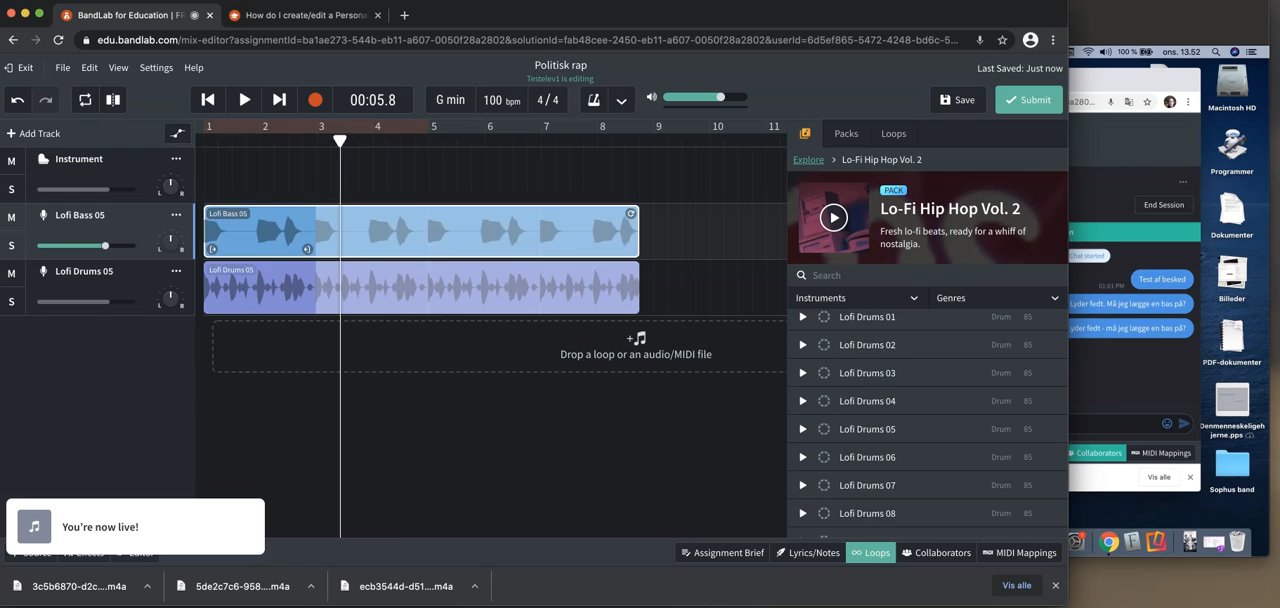 BandLab for Education | FR
How do I create/edit a Persona
edu.bandlab.com/mix-editor?assignmentId=ba1ae273-544b-eb11-a607-0050f28a2802&solutionId=fab48cee-2450-eb11-a607-0050f28a2802&userId=6d5ef865-5472-4248-bd6c-5...
100 %
ons. 13.52
Exit
File
Edit
View
Settings
Help
Politisk rap
Testelev1 is editing
Last Saved: Just now
00:05.8
G min
100 bpm
4 / 4
Save
Submit
Add Track
1 2 3 4 5 6 7 8 9 10 11
M
S
Instrument
L R
M
S
Lofi Bass 05
L R
M
S
Lofi Drums 05
L R
Lofi Bass 05
Lofi Drums 05
Drop a loop or an audio/MIDI file
Packs
Loops
Explore
Lo-Fi Hip Hop Vol. 2
PACK
Lo-Fi Hip Hop Vol. 2
Fresh lo-fi beats, ready for a whiff of
nostalgia.
Search
Instruments
Genres
Lofi Drums 01 Drum 85
Lofi Drums 02 Drum 85
Lofi Drums 03 Drum 85
Lofi Drums 04 Drum 85
Lofi Drums 05 Drum 85
Lofi Drums 06 Drum 85
Lofi Drums 07 Drum 85
Lofi Drums 08 Drum 85
You're now live!
Assignment Brief
Lyrics/Notes
Loops
Collaborators
MIDI Mappings
3c5b6870-d2c....m4a
5de2c7c6-958....m4a
ecb3544d-d51....m4a
Vis alle
End Session
Chat started
01:01 PM
Test af besked
Lyder fedt. Må jeg lægge en bas på?
Lyder fedt - må jeg lægge en bas på?
Collaborators
MIDI Mappings
Vis alle
Macintosh HD
Programmer
Dokumenter
Billeder
PDF-dokumenter
Denmenneskeligeh
jerne.pps
Sophus band